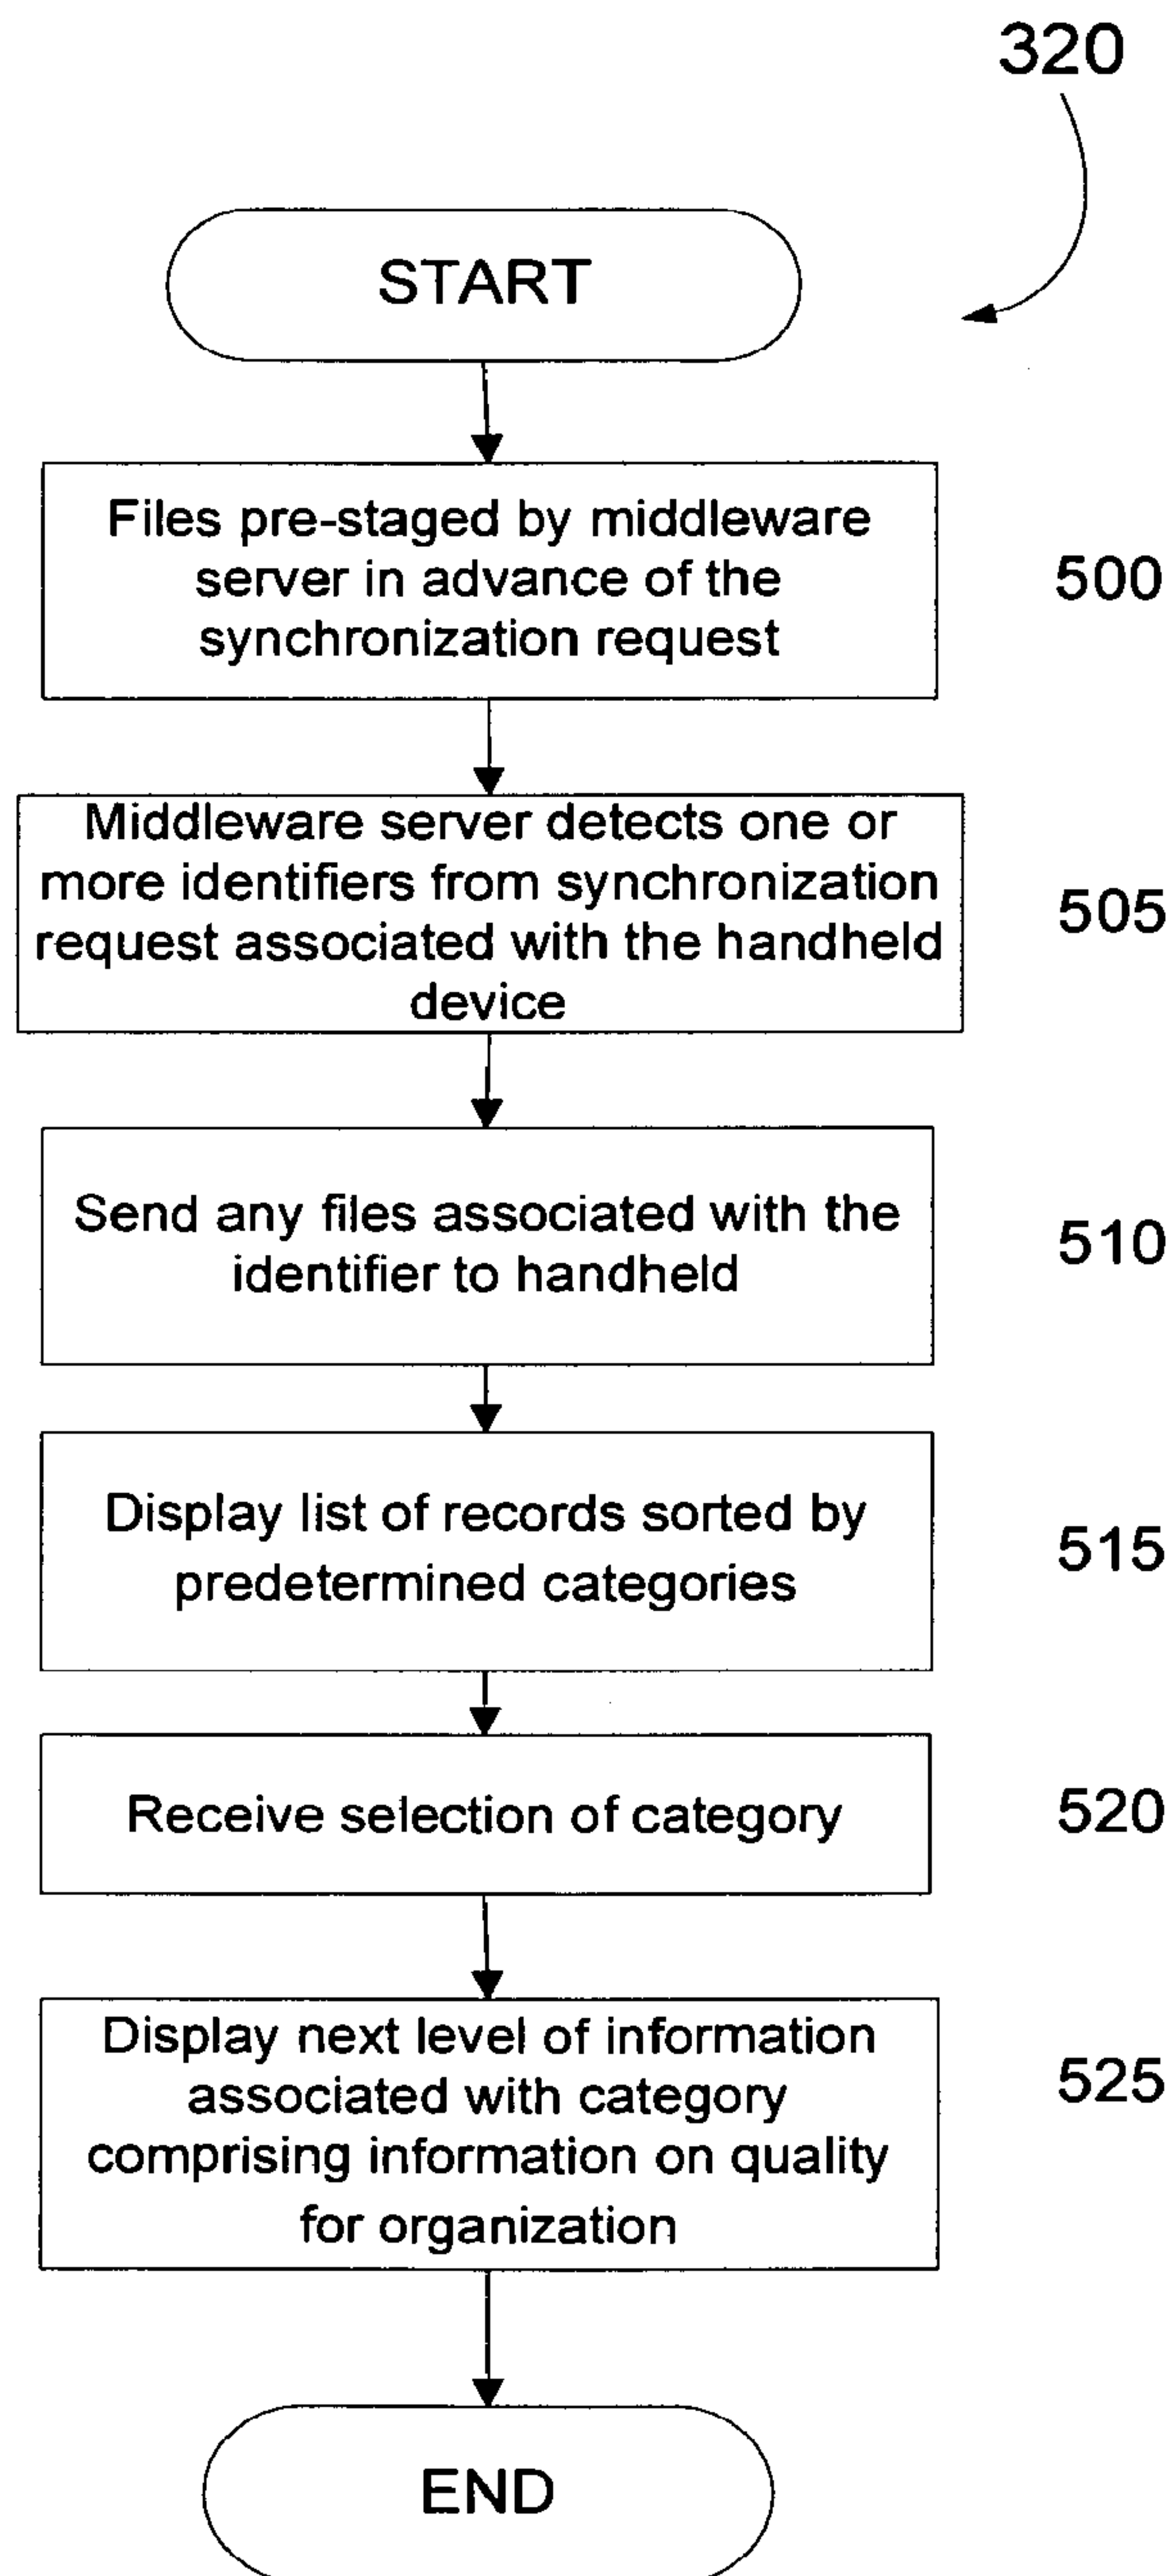 320
START
Files pre-staged by middleware
server in advance of the
synchronization request
500
Middleware server detects one or
more identifiers from synchronization
request associated with the handheld
device
505
Send any files associated with the
identifier to handheld
510
Display list of records sorted by
predetermined categories
515
Receive selection of category
520
Display next level of information
associated with category
comprising information on quality
for organization
525
END